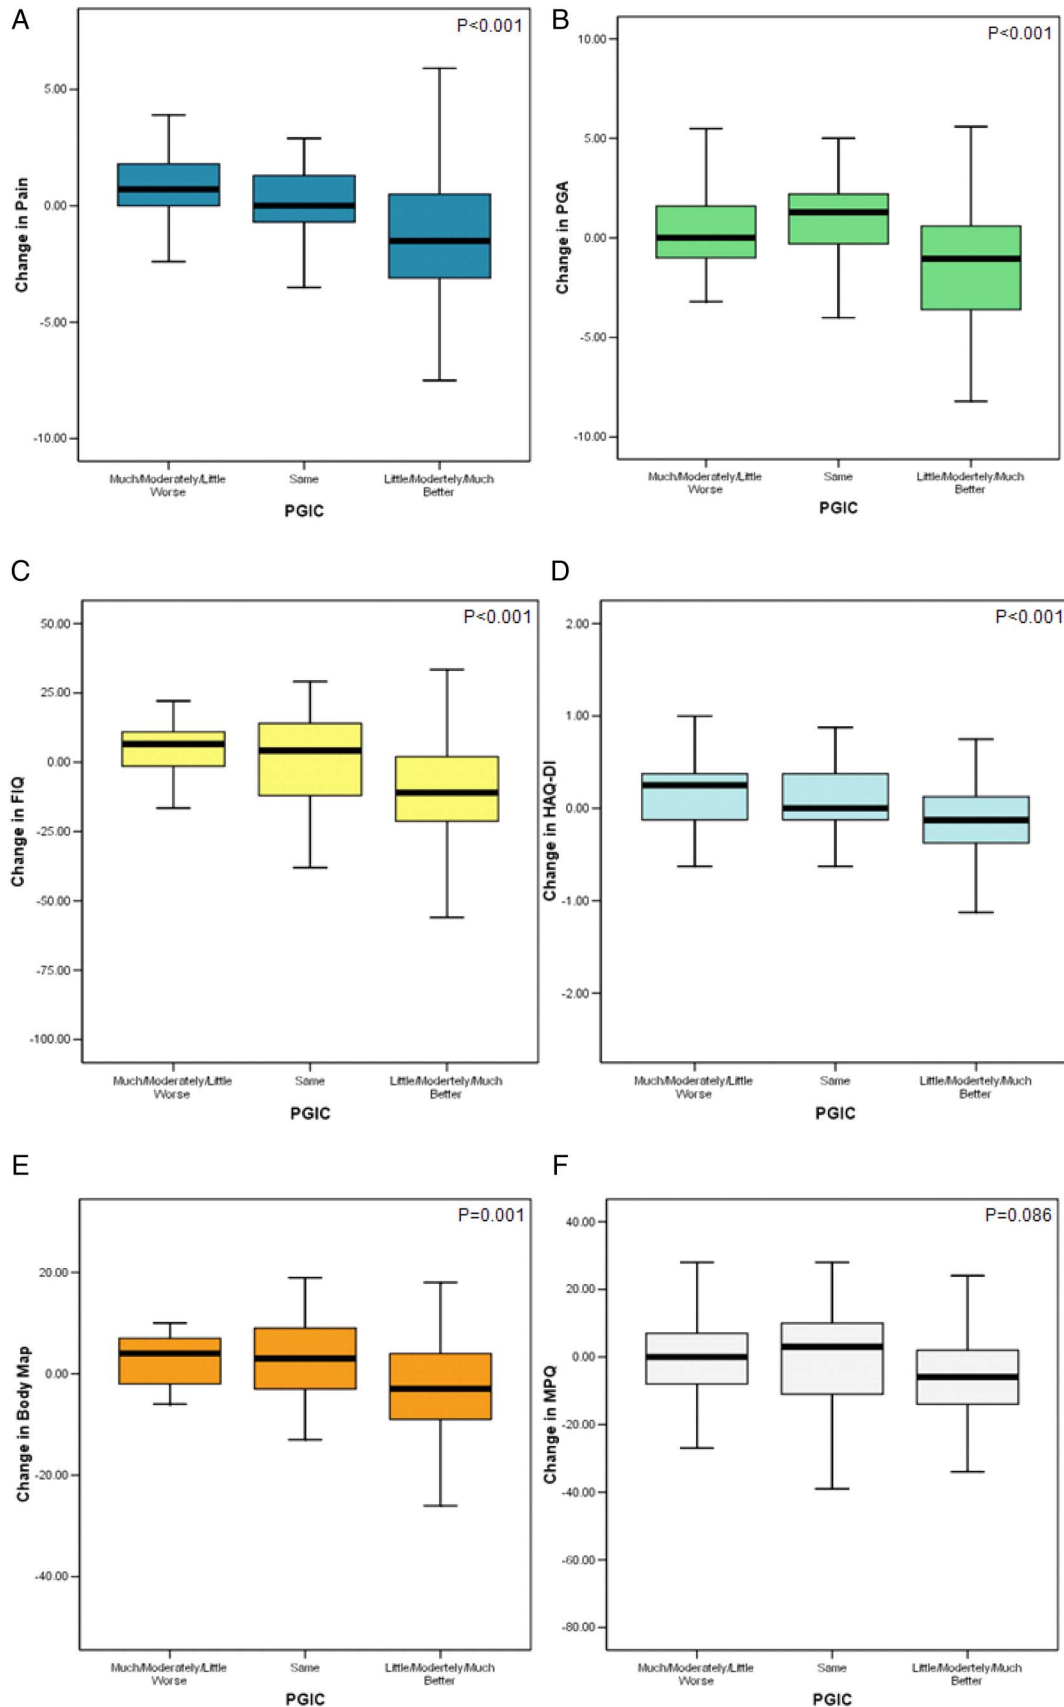 A
P<0.001
5.00
0.00
-5.00
-10.00
Change in Pain
Much/Moderately/Little
Worse
Same
Little/Modertely/Much
Better
PGIC
B
P<0.001
10.00
5.00
0.00
-5.00
-10.00
Change in PGA
Much/Moderately/Little
Worse
Same
Little/Modertely/Much
Better
PGIC
C
P<0.001
50.00
25.00
0.00
-25.00
-50.00
-75.00
-100.00
Change in FIQ
Much/Moderately/Little
Worse
Same
Little/Modertely/Much
Better
PGIC
D
P<0.001
2.00
1.00
0.00
-1.00
-2.00
Change in HAQ-DI
Much/Moderately/Little
Worse
Same
Little/Modertely/Much
Better
PGIC
E
P=0.001
20.00
0.00
-20.00
-40.00
Change in Body Map
Much/Moderately/Little
Worse
Same
Little/Modertely/Much
Better
PGIC
F
P=0.086
40.00
20.00
0.00
-20.00
-40.00
-60.00
-80.00
Change in MPQ
Much/Moderately/Little
Worse
Same
Little/Modertely/Much
Better
PGIC